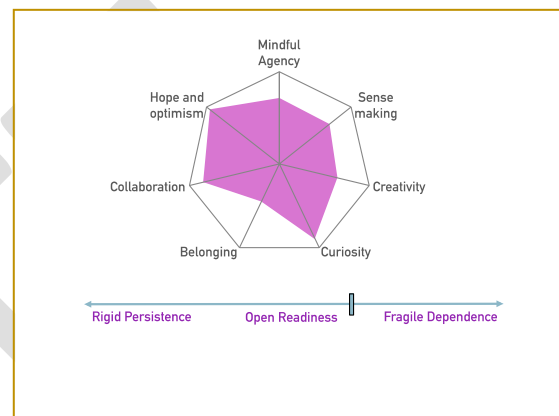 Mindful
Agency
Hope and
optimism
Sense
making
Collaboration
Creativity
Belonging
Curiosity
Rigid Persistence
Open Readiness
Fragile Dependence